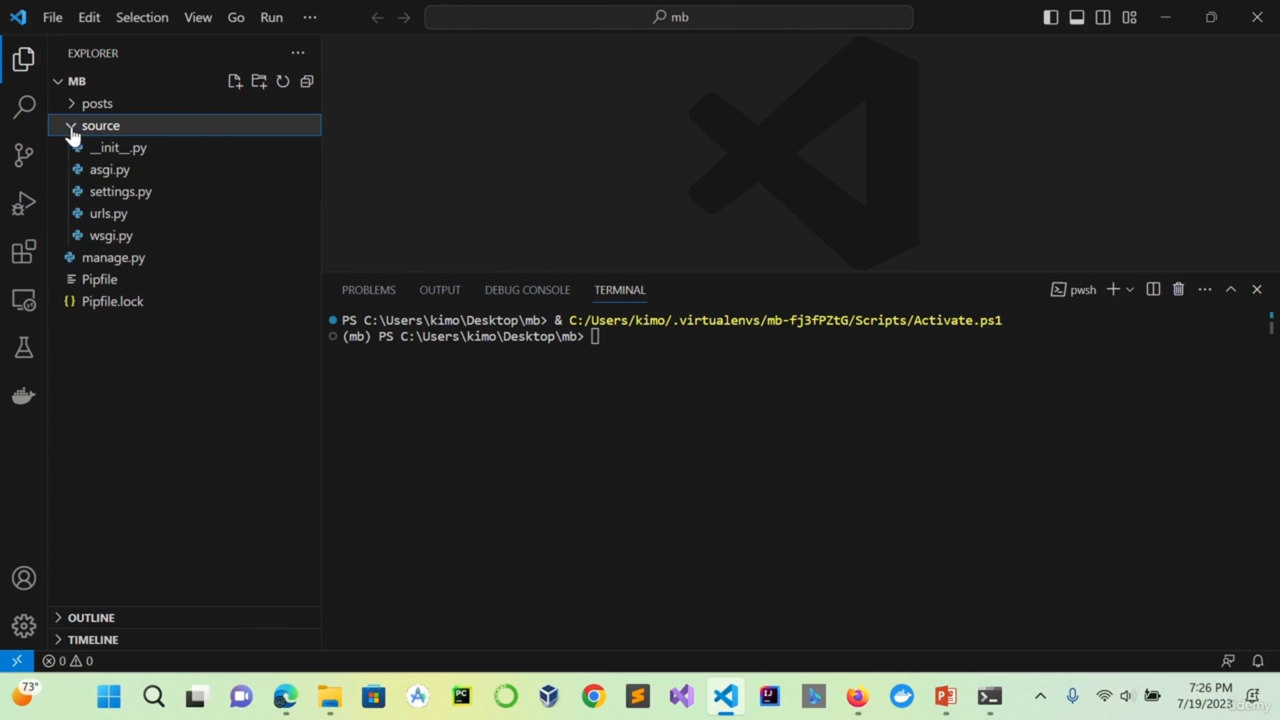 File Edit Selection View Go Run ··· mb
EXPLORER ···
MB
posts
source
__init__.py
asgi.py
settings.py
urls.py
wsgi.py
manage.py
Pipfile
{} Pipfile.lock
OUTLINE
TIMELINE
PROBLEMS OUTPUT DEBUG CONSOLE TERMINAL pwsh ···
PS C:\Users\kimo\Desktop\mb> & C:/Users/kimo/.virtualenvs/mb-fj3fPZtG/Scripts/Activate.ps1
(mb) PS C:\Users\kimo\Desktop\mb>
0 0
73°
PC
7:26 PM
7/19/2023
Udemy